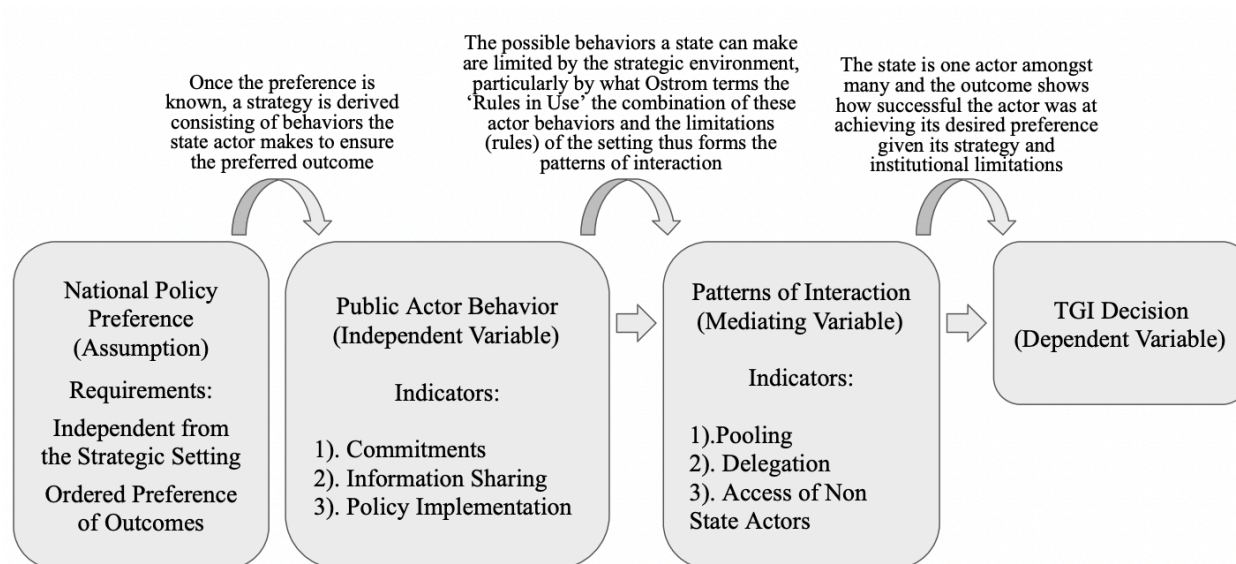 Once the preference is
known, a strategy is derived
consisting of behaviors the
state actor makes to ensure
the preferred outcome
The possible behaviors a state can make
are limited by the strategic environment,
particularly by what Ostrom terms the
‘Rules in Use’ the combination of these
actor behaviors and the limitations
(rules) of the setting thus forms the
patterns of interaction
The state is one actor amongst
many and the outcome shows
how successful the actor was at
achieving its desired preference
given its strategy and
institutional limitations
National Policy
Preference
(Assumption)
Requirements:
Independent from
the Strategic Setting
Ordered Preference
of Outcomes
Public Actor Behavior
(Independent Variable)
Indicators:
1). Commitments
2). Information Sharing
3). Policy Implementation
Patterns of Interaction
(Mediating Variable)
Indicators:
1).Pooling
2). Delegation
3). Access of Non
State Actors
TGI Decision
(Dependent Variable)